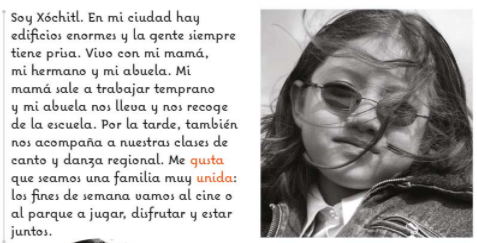 Soy Xóchitl. En mi ciudad hay
edificios enormes y la gente siempre
tiene prisa. Vivo con mi mamá,
mi hermano y mi abuela. Mi
mamá sale a trabajar temprano
y mi abuela nos lleva y nos recoge
de la escuela. Por la tarde, también
nos acompaña a nuestras clases de
canto y danza regional. Me gusta
que seamos una familia muy unida:
los fines de semana vamos al cine o
al parque a jugar, disfrutar y estar
juntos.